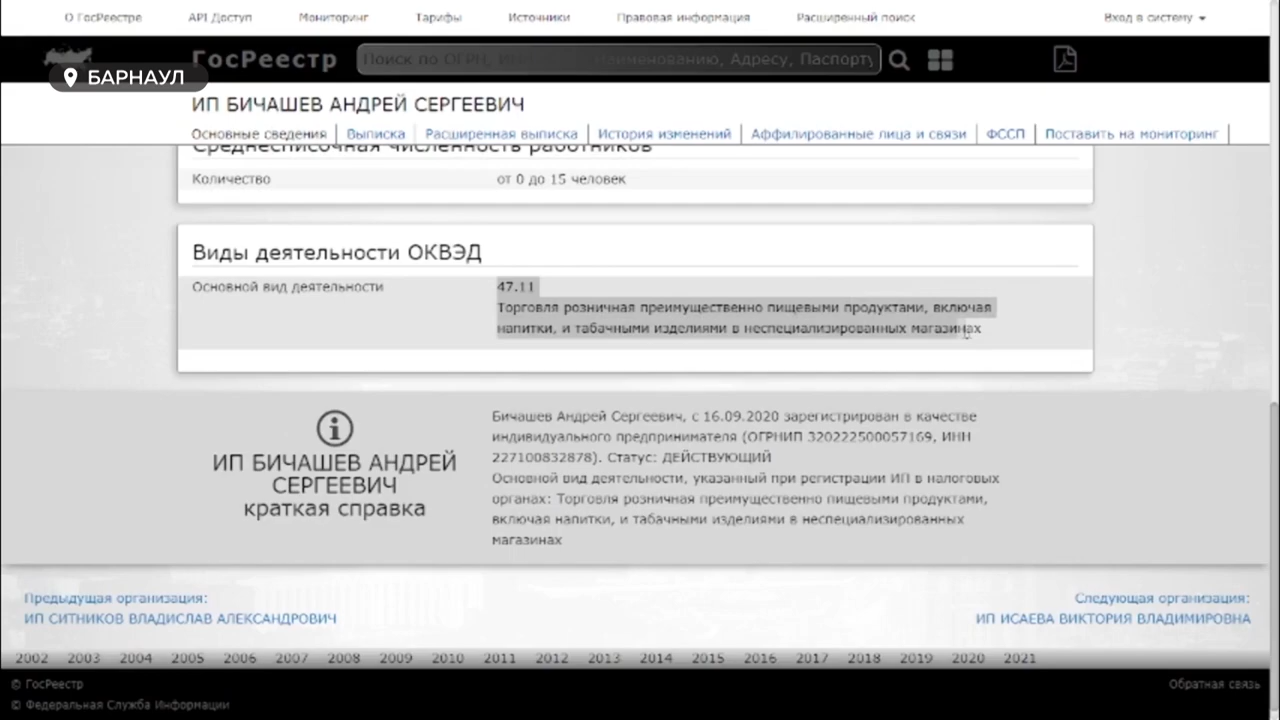 О ГосРеестре API Доступ Мониторинг Тарифы Источники Правовая информация Расширенный поиск Вход в систему
ГосРеестр Поиск по ОГРН, Наименованию, Адресу, Паспорту
БАРНАУЛ
ИП БИЧАШЕВ АНДРЕЙ СЕРГЕЕВИЧ
Основные сведения Выписка Расширенная выписка История изменений Аффилированные лица и связи ФССП Поставить на мониторинг
Среднесписочная численность работников
Количество от 0 до 15 человек
Виды деятельности ОКВЭД
Основной вид деятельности 47.11
Торговля розничная преимущественно пищевыми продуктами, включая
напитки, и табачными изделиями в неспециализированных магазинах
ИП БИЧАШЕВ АНДРЕЙ
СЕРГЕЕВИЧ
краткая справка
Бичашев Андрей Сергеевич, с 16.09.2020 зарегистрирован в качестве
индивидуального предпринимателя (ОГРНИП 320222500057169, ИНН
227100832878). Статус: ДЕЙСТВУЮЩИЙ
Основной вид деятельности, указанный при регистрации ИП в налоговых
органах: Торговля розничная преимущественно пищевыми продуктами,
включая напитки, и табачными изделиями в неспециализированных
магазинах
Предыдущая организация:
ИП СИТНИКОВ ВЛАДИСЛАВ АЛЕКСАНДРОВИЧ
Следующая организация:
ИП ИСАЕВА ВИКТОРИЯ ВЛАДИМИРОВНА
2002 2003 2004 2005 2006 2007 2008 2009 2010 2011 2012 2013 2014 2015 2016 2017 2018 2019 2020 2021
© ГосРеестр Обратная связь
© Федеральная Служба Информации